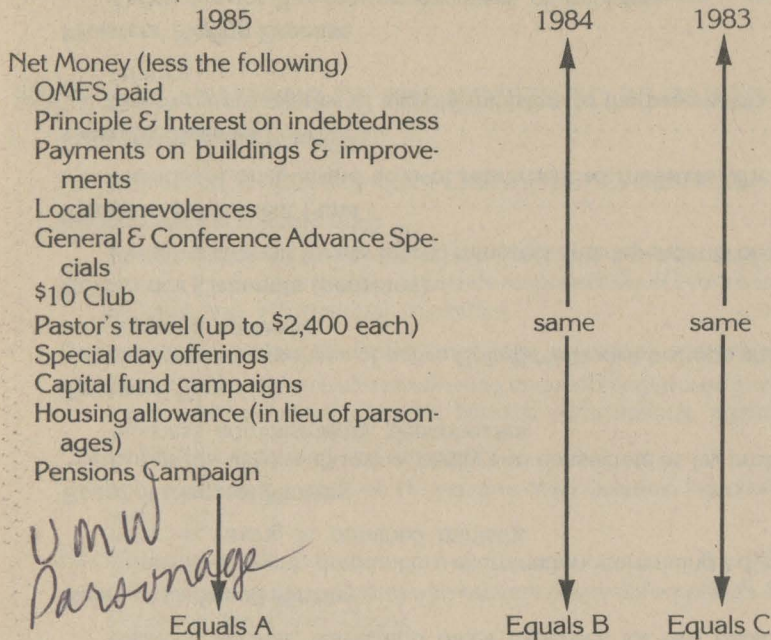 1985 1984 1983
Net Money (less the following)
OMFS paid
Principle & Interest on indebtedness
Payments on buildings & improve-
ments
Local benevolences
General & Conference Advance Spe-
cials
$10 Club
Pastor's travel (up to $2,400 each) same same
Special day offerings
Capital fund campaigns
Housing allowance (in lieu of parson-
ages)
Pensions Campaign
UMW
Parsonage
Equals A Equals B Equals C